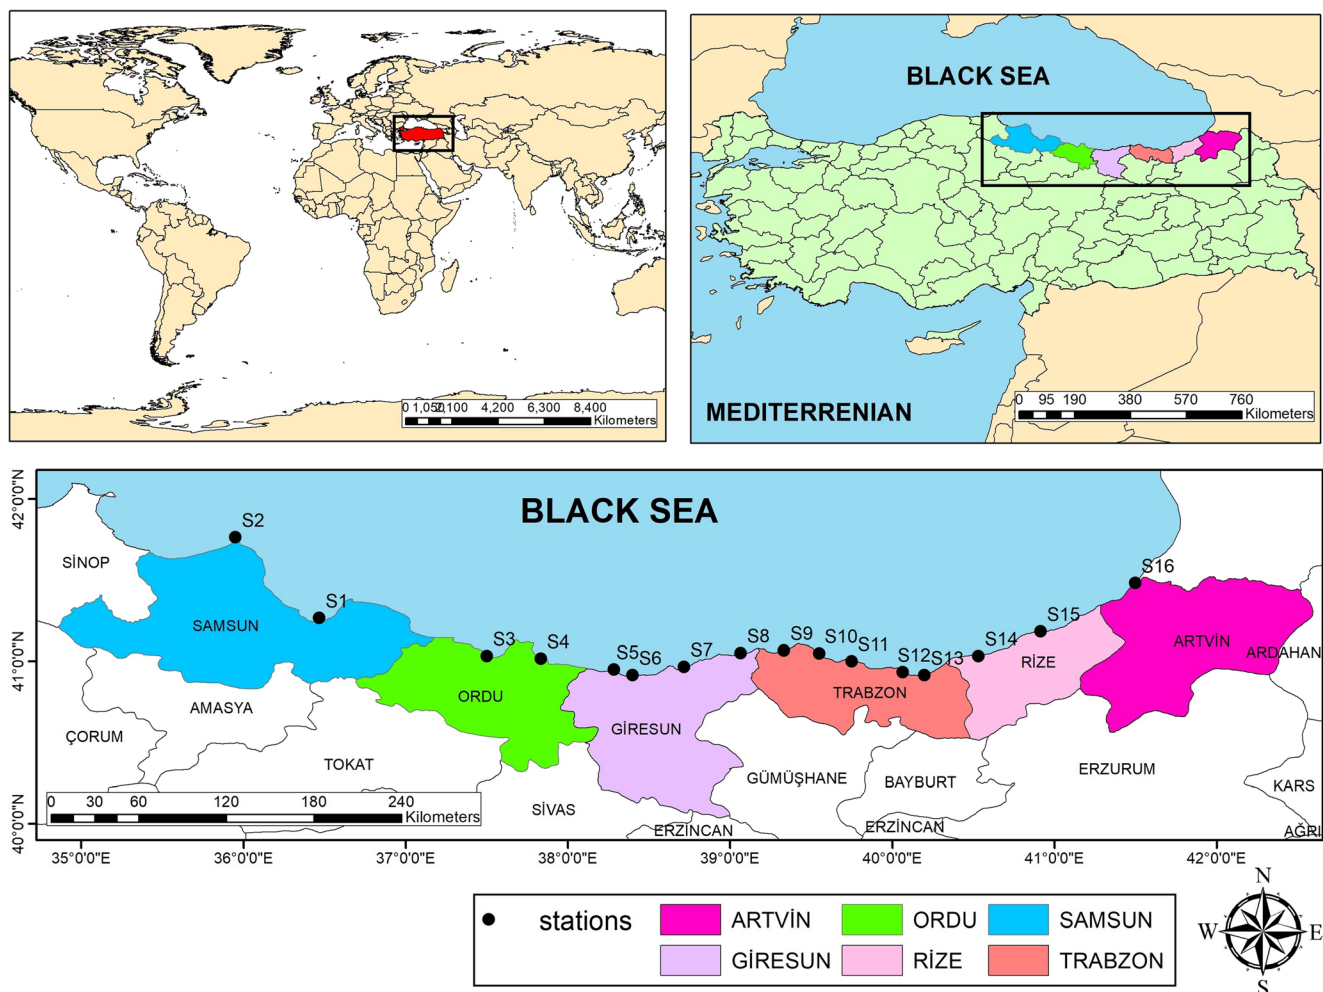 0 1,050 2,100 4,200 6,300 8,400
Kilometers
BLACK SEA
MEDITERRENIAN
0 95 190 380 570 760
Kilometers
BLACK SEA
42°0'0"N
41°0'0"N
40°0'0"N
S2
S1
S3
S4
S5
S6
S7
S8
S9
S10
S11
S12
S13
S14
S15
S16
SİNOP
SAMSUN
ORDU
GİRESUN
TRABZON
RİZE
ARTVİN
ARDAHAN
AMASYA
ÇORUM
TOKAT
SİVAS
GÜMÜŞHANE
BAYBURT
ERZURUM
KARS
ERZİNCAN
ERZİNCAN
AĞRI
0 30 60 120 180 240
Kilometers
35°0'0"E 36°0'0"E 37°0'0"E 38°0'0"E 39°0'0"E 40°0'0"E 41°0'0"E 42°0'0"E
stations ARTVİN ORDU SAMSUN
GİRESUN RİZE TRABZON
N
W E
S